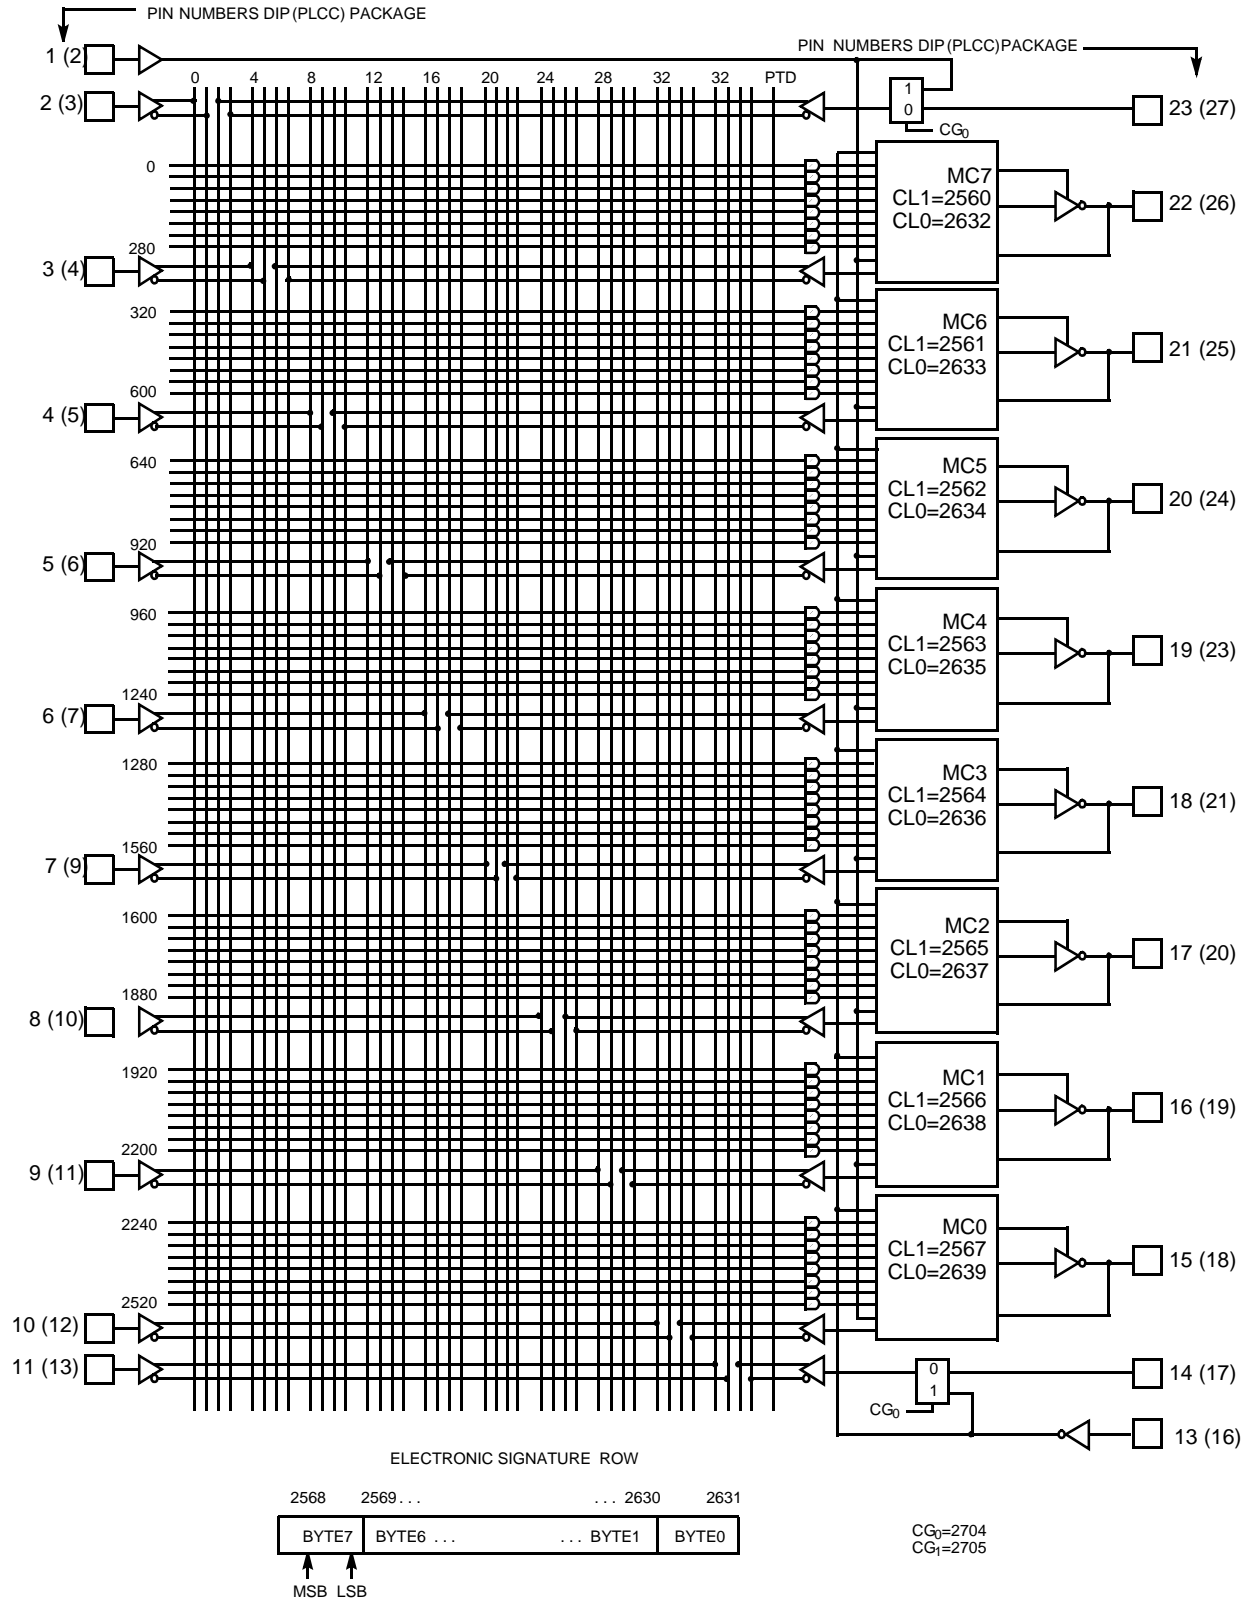 PIN NUMBERS DIP (PLCC) PACKAGE
PIN NUMBERS DIP (PLCC) PACKAGE
1 (2)
0 4 8 12 16 20 24 28 32 32 PTD
2 (3)
1
0
CG0
23 (27)
0
280
MC7
CL1=2560
CL0=2632
22 (26)
3 (4)
320
600
MC6
CL1=2561
CL0=2633
21 (25)
4 (5)
640
920
MC5
CL1=2562
CL0=2634
20 (24)
5 (6)
960
1240
MC4
CL1=2563
CL0=2635
19 (23)
6 (7)
1280
1560
MC3
CL1=2564
CL0=2636
18 (21)
7 (9)
1600
1880
MC2
CL1=2565
CL0=2637
17 (20)
8 (10)
1920
2200
MC1
CL1=2566
CL0=2638
16 (19)
9 (11)
2240
2520
MC0
CL1=2567
CL0=2639
15 (18)
10 (12)
11 (13)
0
1
CG0
14 (17)
13 (16)
ELECTRONIC SIGNATURE ROW
2568 2569 . . . . . . 2630 2631
BYTE7 BYTE6 . . . . . . BYTE1 BYTE0
MSB LSB
CG0=2704
CG1=2705